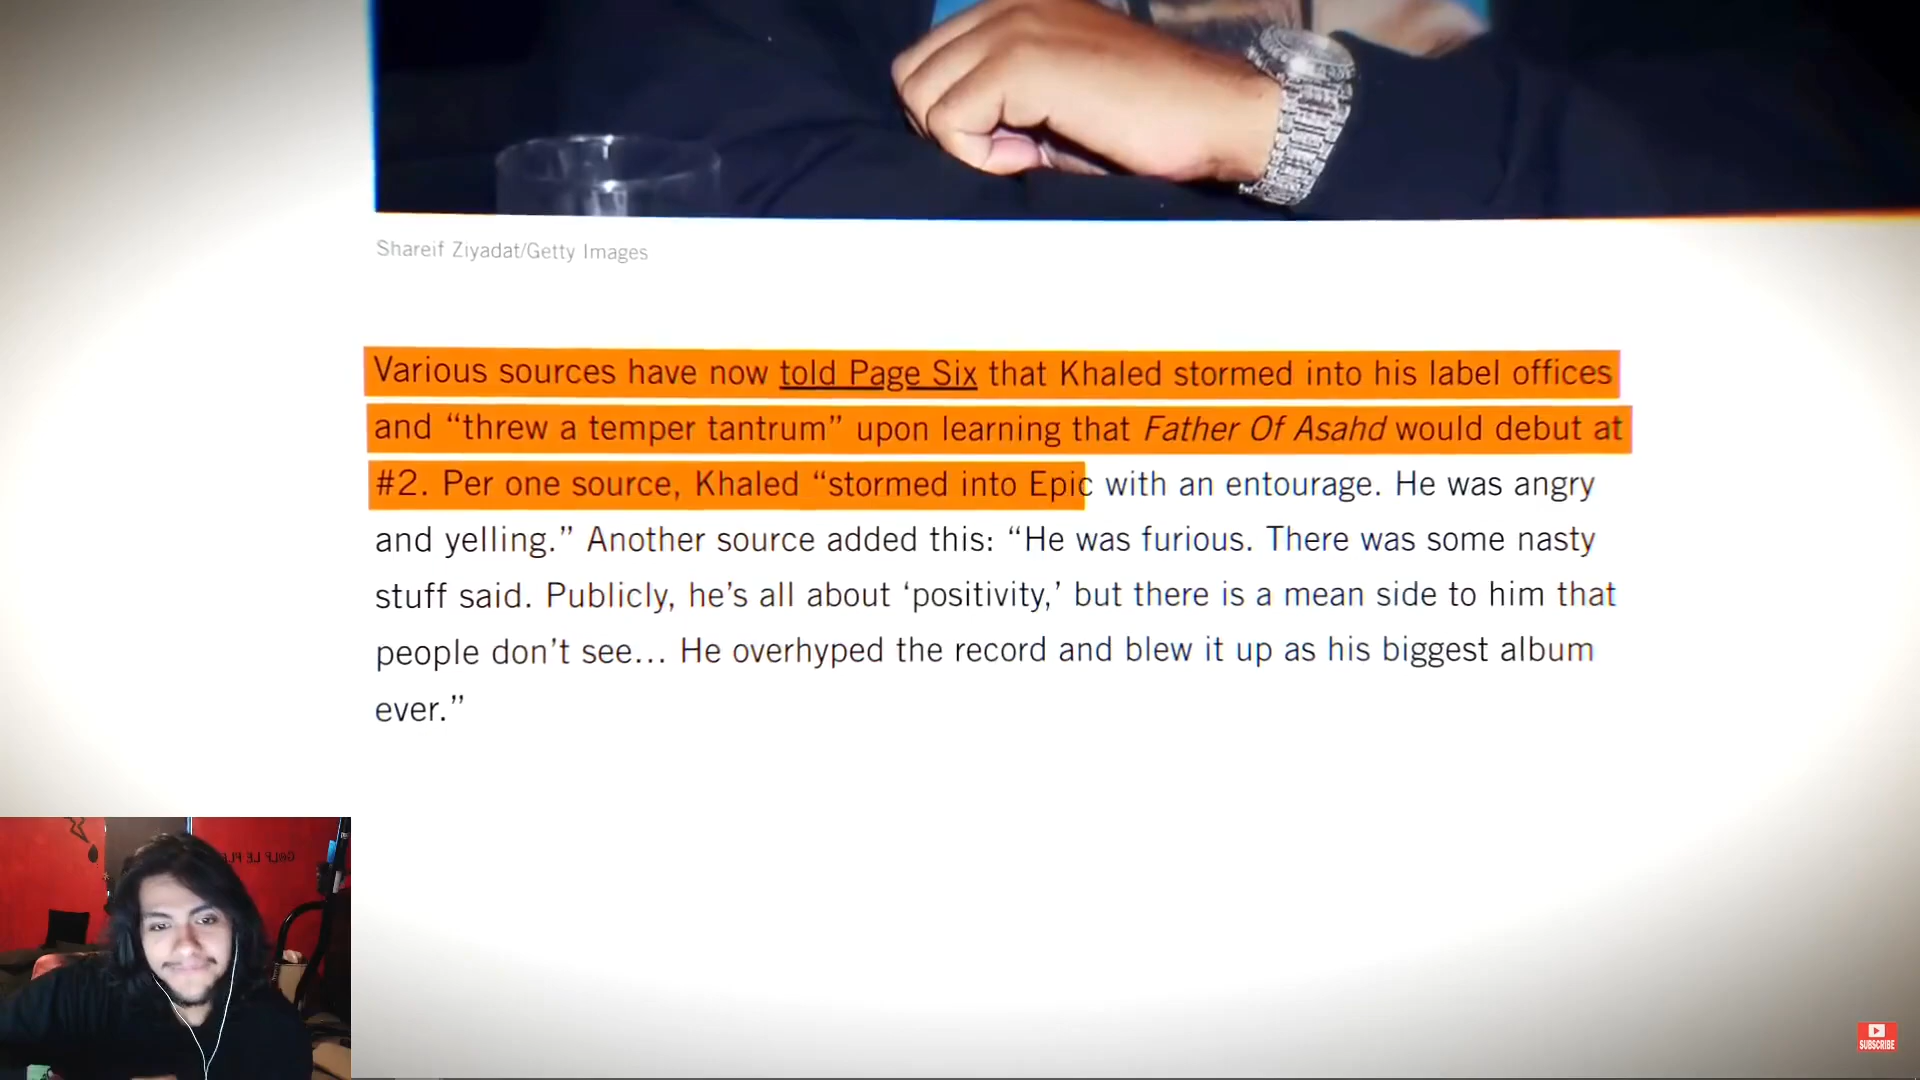 Shareif Ziyadat/Getty Images
Various sources have now told Page Six that Khaled stormed into his label offices
and “threw a temper tantrum” upon learning that Father Of Asahd would debut at
#2. Per one source, Khaled “stormed into Epic with an entourage. He was angry
and yelling.” Another source added this: “He was furious. There was some nasty
stuff said. Publicly, he’s all about ‘positivity,’ but there is a mean side to him that
people don’t see… He overhyped the record and blew it up as his biggest album
ever.”
SUBSCRIBE